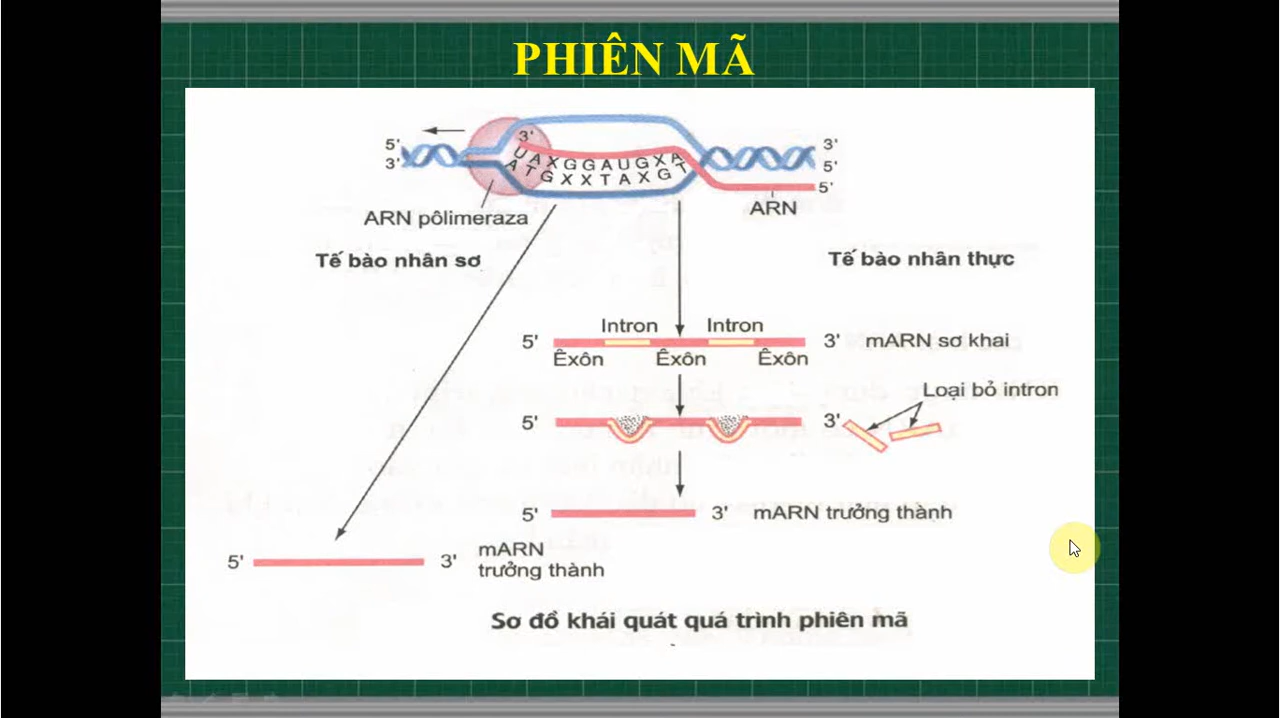 PHIÊN MÃ
5' 3'
3' 5'
3'
UAXGGAUGXA
ATGXXTAXGT
5'
ARN pôlimeraza
ARN
Tế bào nhân sơ
Tế bào nhân thực
Intron Intron
5' 3' mARN sơ khai
Êxôn Êxôn Êxôn
Loại bỏ intron
5' 3'
5' 3' mARN trưởng thành
5' 3' mARN
trưởng thành
Sơ đồ khái quát quá trình phiên mã